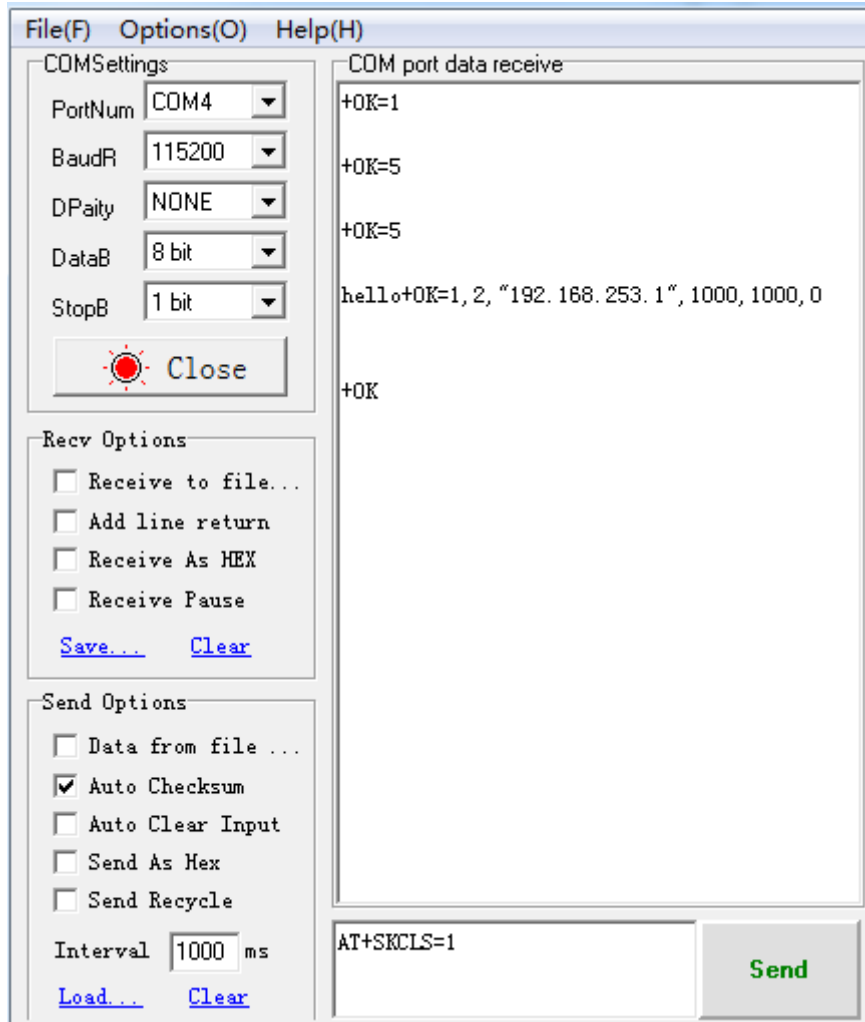 File(F) Options(O) Help(H)
COMSettings
PortNum COM4
BaudR 115200
DPaity NONE
DataB 8 bit
StopB 1 bit
Close
Recv Options
Receive to file...
Add line return
Receive As HEX
Receive Pause
Save... Clear
Send Options
Data from file ...
Auto Checksum
Auto Clear Input
Send As Hex
Send Recycle
Interval 1000 ms
Load... Clear
COM port data receive
+OK=1
+OK=5
+OK=5
hello+OK=1,2,"192.168.253.1",1000,1000,0
+OK
AT+SKCLS=1
Send